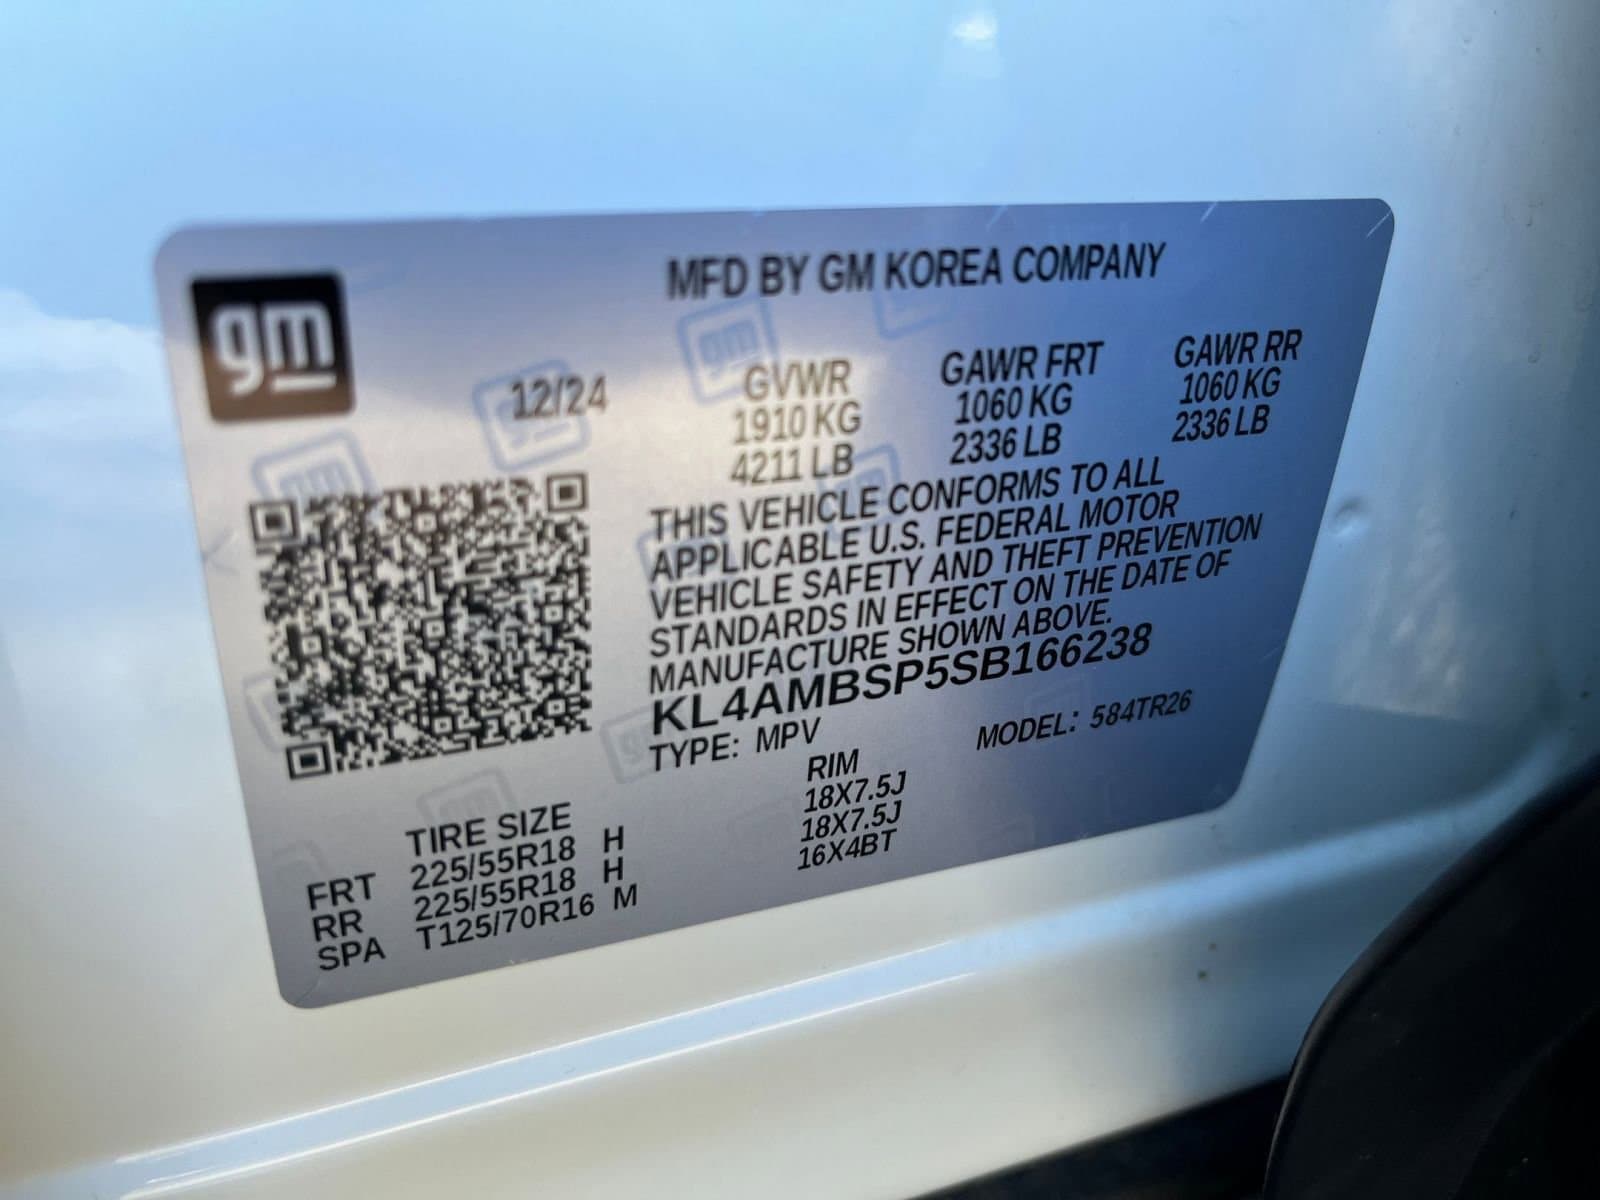 gm
MFD BY GM KOREA COMPANY
12/24
GVWR GAWR FRT GAWR RR
1910 KG 1060 KG 1060 KG
4211 LB 2336 LB 2336 LB
THIS VEHICLE CONFORMS TO ALL
APPLICABLE U.S. FEDERAL MOTOR
VEHICLE SAFETY AND THEFT PREVENTION
STANDARDS IN EFFECT ON THE DATE OF
MANUFACTURE SHOWN ABOVE.
KL4AMBSP5SB166238
TYPE: MPV MODEL: 584TR26
TIRE SIZE RIM
FRT 225/55R18 H 18X7.5J
RR 225/55R18 H 18X7.5J
SPA T125/70R16 M 16X4BT